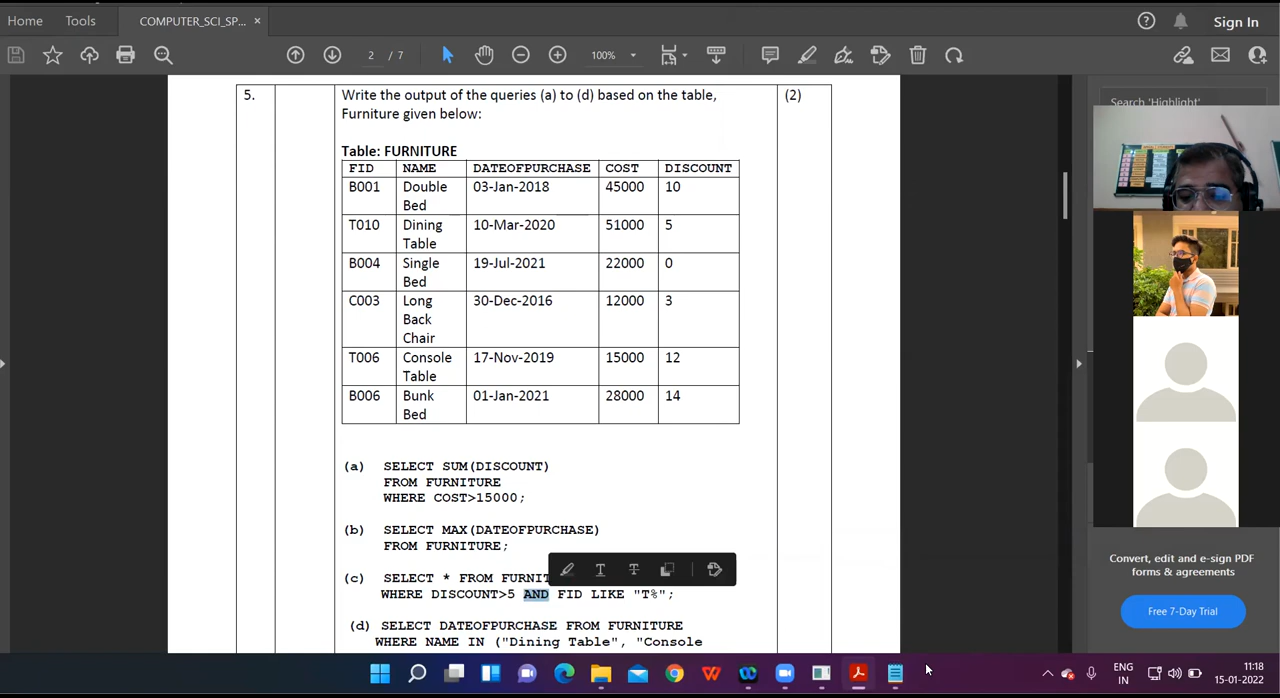 Home Tools COMPUTER_SCI_SP... × Sign In
2 / 7 100%
Search 'Highlight'
5. Write the output of the queries (a) to (d) based on the table, (2)
Furniture given below:
Table: FURNITURE
FID NAME DATEOFPURCHASE COST DISCOUNT
B001 Double 03-Jan-2018 45000 10
Bed
T010 Dining 10-Mar-2020 51000 5
Table
B004 Single 19-Jul-2021 22000 0
Bed
C003 Long 30-Dec-2016 12000 3
Back
Chair
T006 Console 17-Nov-2019 15000 12
Table
B006 Bunk 01-Jan-2021 28000 14
Bed
(a) SELECT SUM(DISCOUNT)
FROM FURNITURE
WHERE COST>15000;
(b) SELECT MAX(DATEOFPURCHASE)
FROM FURNITURE;
(c) SELECT * FROM FURNIT
WHERE DISCOUNT>5 AND FID LIKE "T%";
(d) SELECT DATEOFPURCHASE FROM FURNITURE
WHERE NAME IN ("Dining Table", "Console
Convert, edit and e-sign PDF
forms & agreements
Free 7-Day Trial
ENG
IN
11:18
15-01-2022